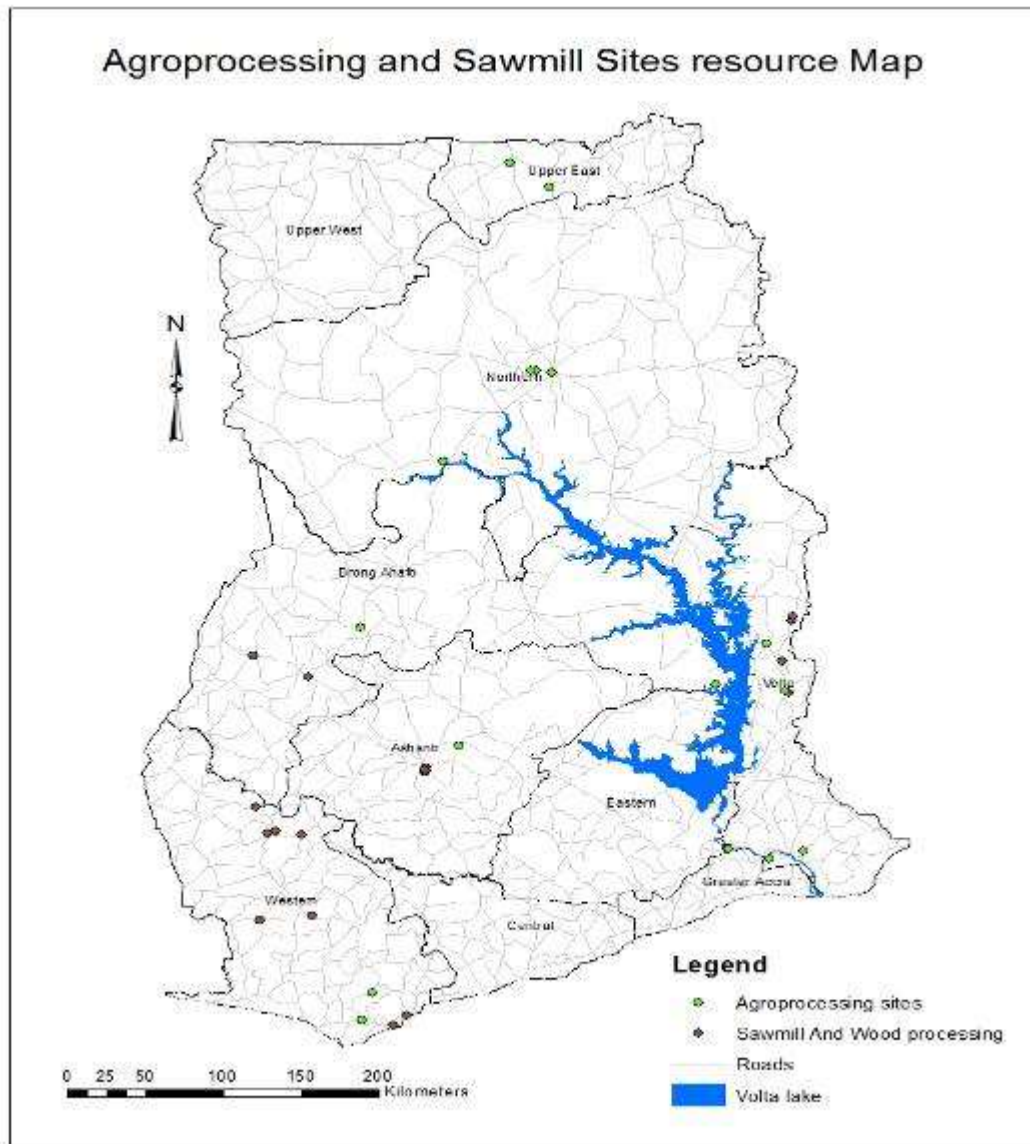 Agroprocessing and Sawmill Sites resource Map
Upper East
Upper West
N
Northern
Brong Ahafo
Volta
Ashanti
Eastern
Greater Accra
Western
Central
Legend
Agroprocessing sites
Sawmill And Wood processing
Roads
Volta lake
0 25 50 100 150 200
Kilometers